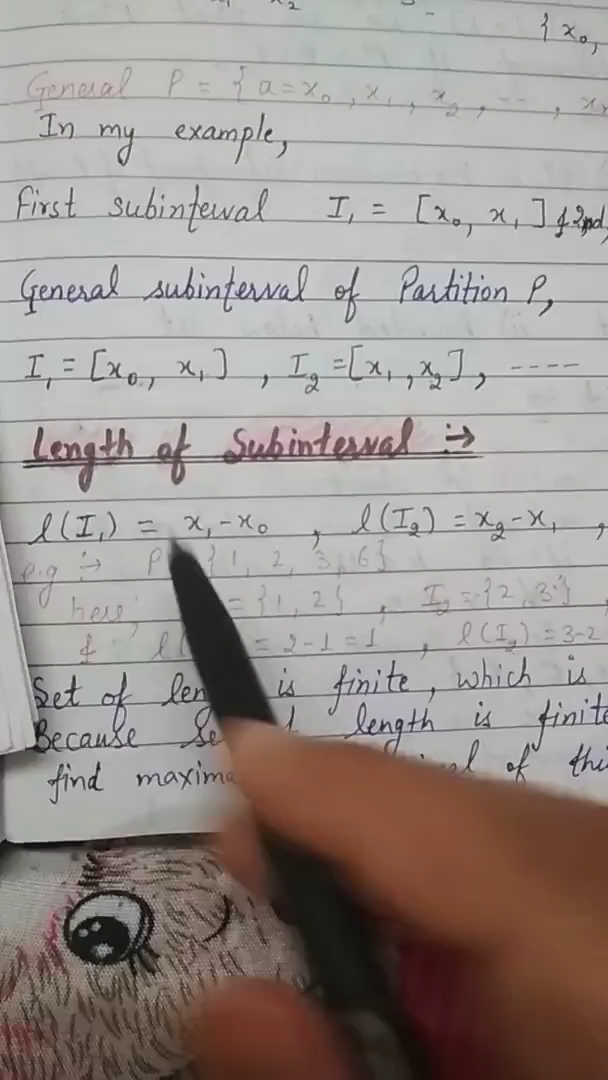 { x₀,
General P = { a = x₀ , x₁ , x₂ , -- , xₙ
In my example,
First subinterval I₁ = [x₀, x₁] & 2nd,
General subinterval of Partition P,
I₁ = [x₀, x₁] , I₂ = [x₁, x₂], ----
Length of Subinterval :→
l(I₁) = x₁ - x₀ , l(I₂) = x₂ - x₁ ,
e.g :→ P {1, 2, 3, 6}
here, = {1, 2} , I₂ = {2, 3}
& l( = 2-1 = 1 , l(I₂) = 3-2
Set of is finite, which is
Because length is finite
find of